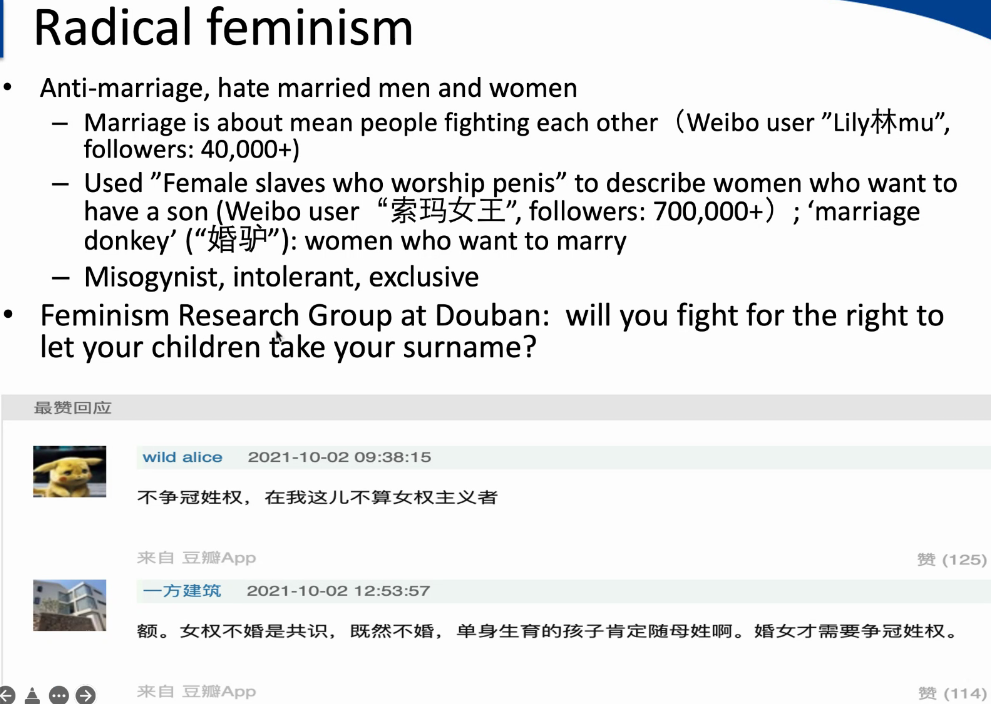 Radical feminism
• Anti-marriage, hate married men and women
– Marriage is about mean people fighting each other（Weibo user ”Lily林mu”,
followers: 40,000+)
– Used ”Female slaves who worship penis” to describe women who want to
have a son (Weibo user “索玛女王”, followers: 700,000+）; ‘marriage
donkey’ (“婚驴”): women who want to marry
– Misogynist, intolerant, exclusive
• Feminism Research Group at Douban: will you fight for the right to
let your children take your surname?
最赞回应
wild alice 2021-10-02 09:38:15
不争冠姓权，在我这儿不算女权主义者
来自 豆瓣App 赞 (125)
一方建筑 2021-10-02 12:53:57
额。女权不婚是共识，既然不婚，单身生育的孩子肯定随母姓啊。婚女才需要争冠姓权。
来自 豆瓣App 赞 (114)